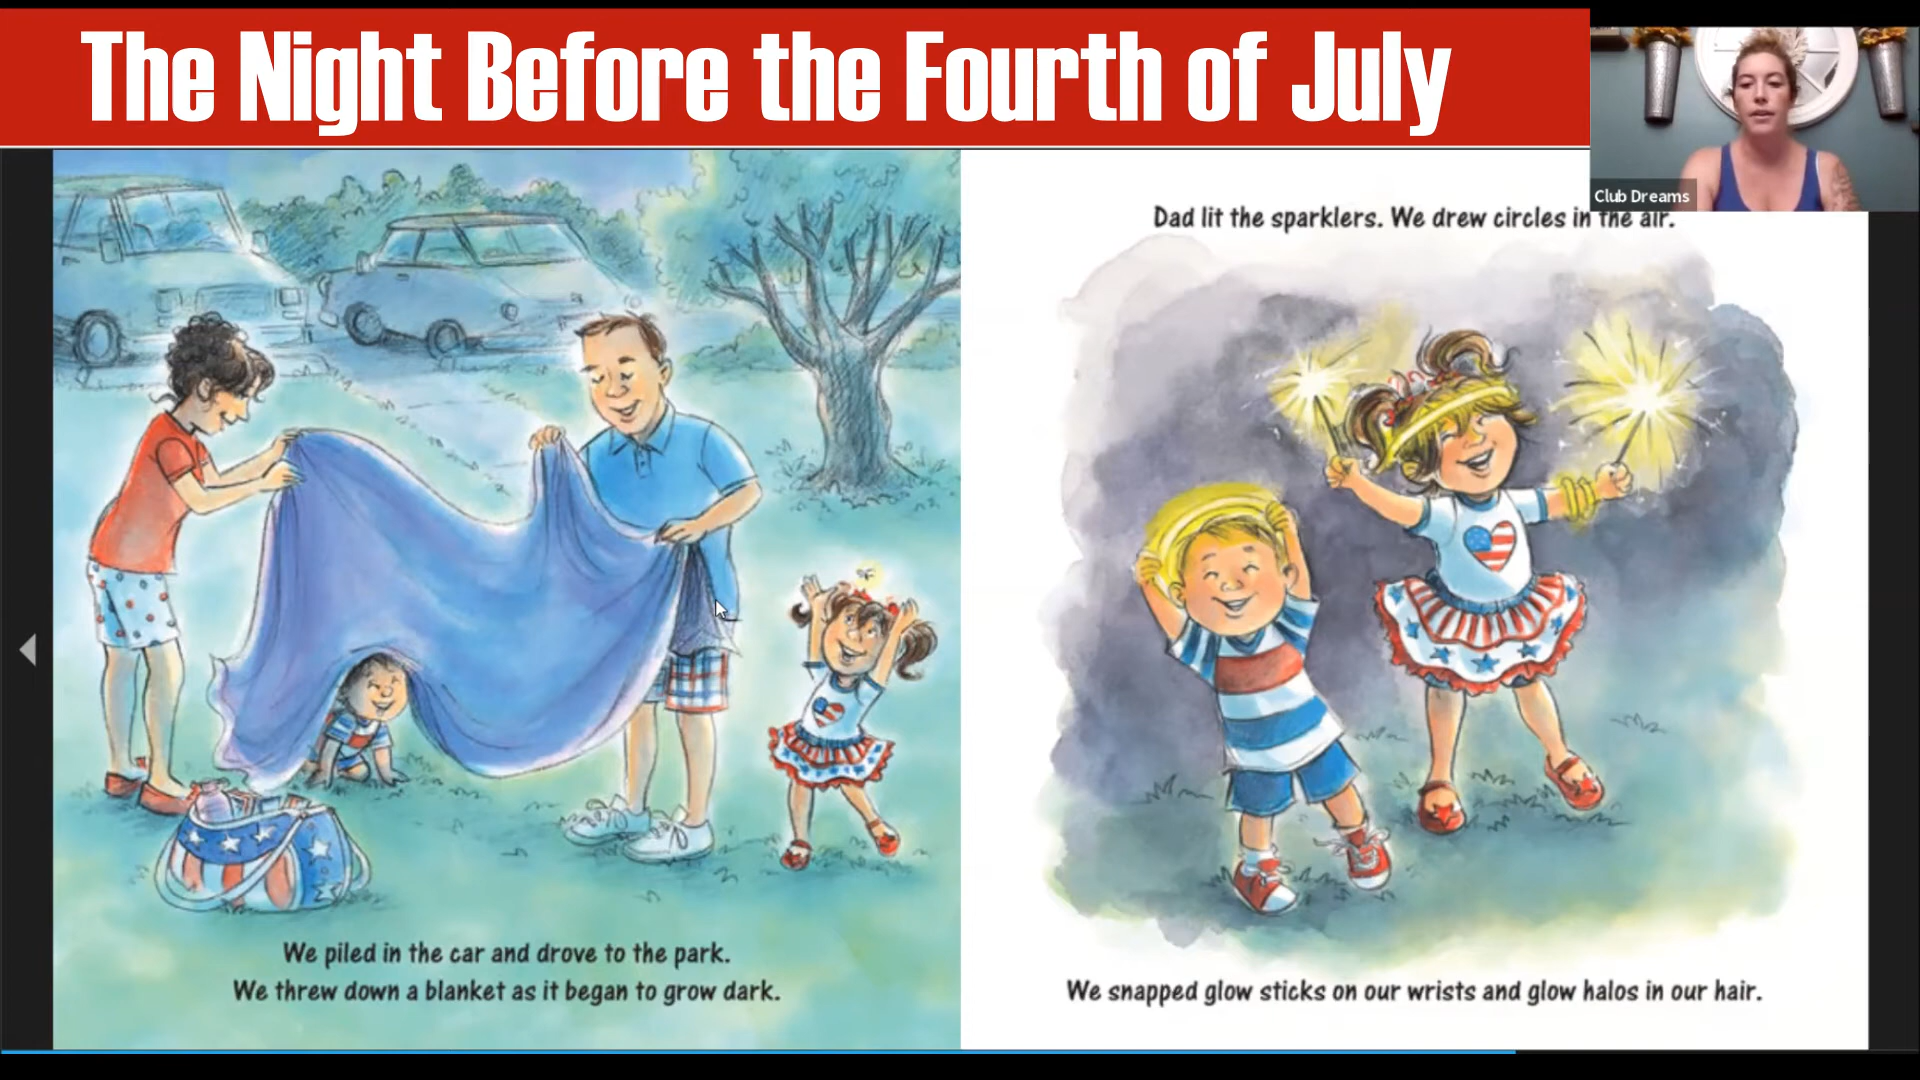 The Night Before the Fourth of July
Club Dreams
Dad lit the sparklers. We drew circles in the air.
We piled in the car and drove to the park.
We threw down a blanket as it began to grow dark.
We snapped glow sticks on our wrists and glow halos in our hair.